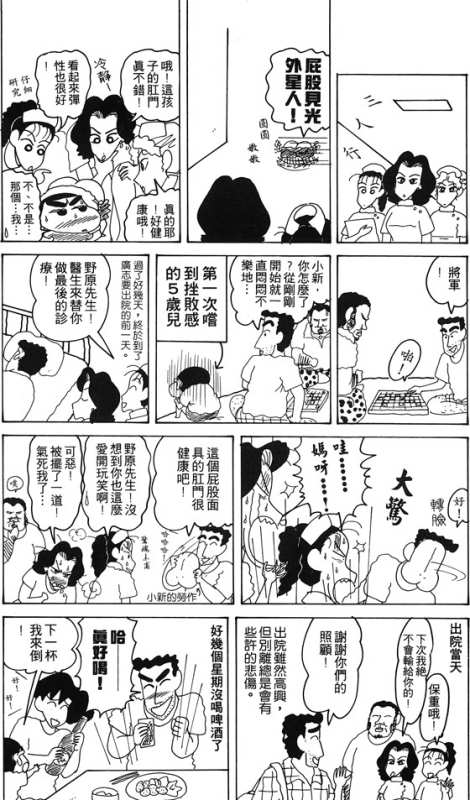 屁股見光
外星人!
哦!這孩
子的肛門
眞不錯!
冷靜
看起來彈
性也很好
!
仔細
研究
眞的耶
!好健
康哦!
不、不是…
那個…我…
將軍
!
啪!
小新,
你怎麼了
?從剛剛
開始就一
直悶悶不
樂地…
第一次嚐
到挫敗感
的5歲兒
過了好幾天,終於到了
廣志要出院的前一天。
野原先生!
醫生來替你
做最後的診
療!
好!
轉臉
大驚
哇……
媽呀……!
這個屁股面
具的肛門很
健康吧!
哈哈哈!
小新的勞作
野原先生!沒
想到你也這麼
愛開玩笑啊!
可惡!
被擺了一道!
氣死我了…
出院當天
下次我絕
不會輸給你的!
保重哦!
謝謝你們的
照顧!
出院雖然高興,
但別離總是會有
些許的悲傷。
好幾個星期沒喝啤酒了
哈——
眞好喝!
下一杯
我來倒
!
好!
好!